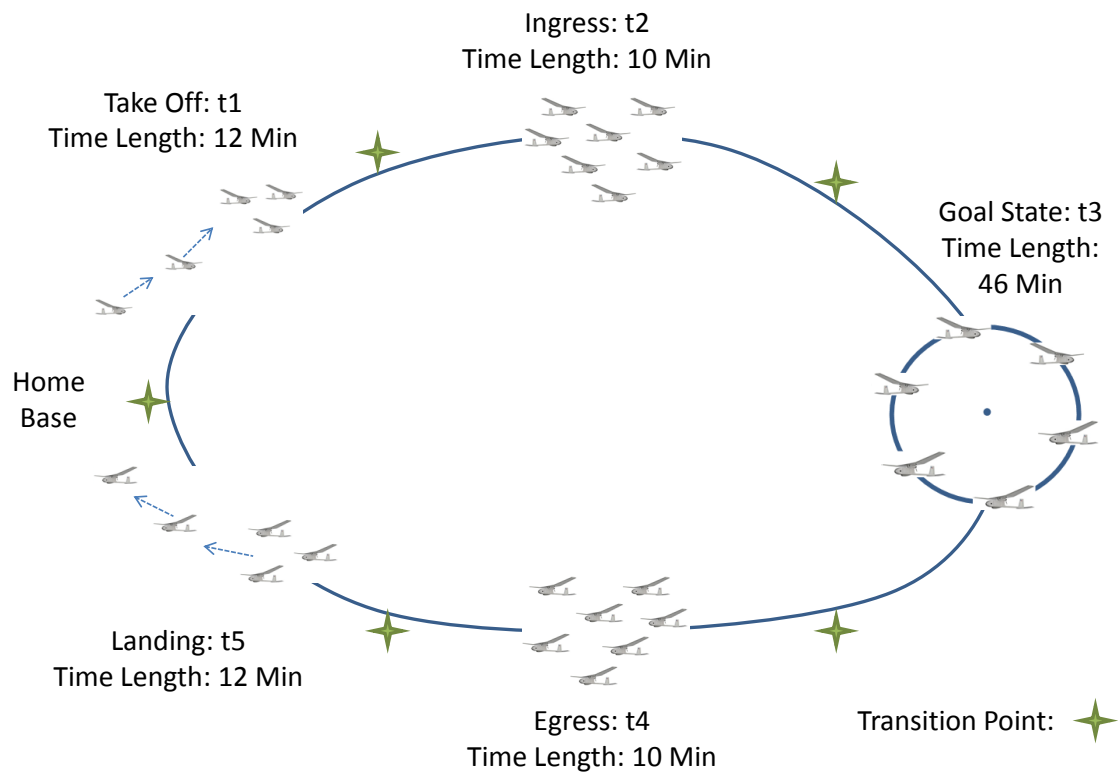 Ingress: t2
Time Length: 10 Min
Take Off: t1
Time Length: 12 Min
Goal State: t3
Time Length:
46 Min
Home
Base
Landing: t5
Time Length: 12 Min
Egress: t4
Time Length: 10 Min
Transition Point: